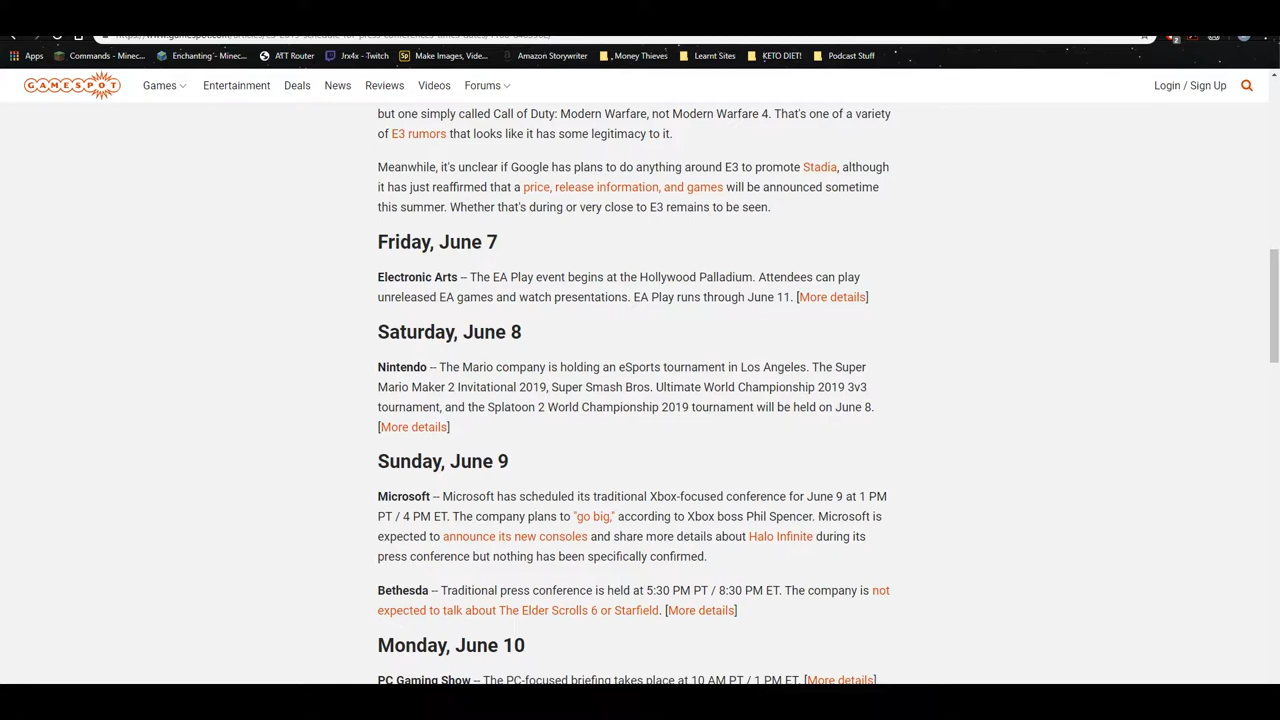 Apps Commands - Minec... Enchanting - Minec... ATT Router Jrx4x - Twitch Make Images, Vide... Amazon Storywriter Money Thieves Learnt Sites KETO DIET! Podcast Stuff
GAMESPOT Games Entertainment Deals News Reviews Videos Forums Login / Sign Up
but one simply called Call of Duty: Modern Warfare, not Modern Warfare 4. That's one of a variety
of E3 rumors that looks like it has some legitimacy to it.
Meanwhile, it's unclear if Google has plans to do anything around E3 to promote Stadia, although
it has just reaffirmed that a price, release information, and games will be announced sometime
this summer. Whether that's during or very close to E3 remains to be seen.
Friday, June 7
Electronic Arts -- The EA Play event begins at the Hollywood Palladium. Attendees can play
unreleased EA games and watch presentations. EA Play runs through June 11. [More details]
Saturday, June 8
Nintendo -- The Mario company is holding an eSports tournament in Los Angeles. The Super
Mario Maker 2 Invitational 2019, Super Smash Bros. Ultimate World Championship 2019 3v3
tournament, and the Splatoon 2 World Championship 2019 tournament will be held on June 8.
[More details]
Sunday, June 9
Microsoft -- Microsoft has scheduled its traditional Xbox-focused conference for June 9 at 1 PM
PT / 4 PM ET. The company plans to "go big," according to Xbox boss Phil Spencer. Microsoft is
expected to announce its new consoles and share more details about Halo Infinite during its
press conference but nothing has been specifically confirmed.
Bethesda -- Traditional press conference is held at 5:30 PM PT / 8:30 PM ET. The company is not
expected to talk about The Elder Scrolls 6 or Starfield. [More details]
Monday, June 10
PC Gaming Show -- The PC-focused briefing takes place at 10 AM PT / 1 PM ET. [More details]